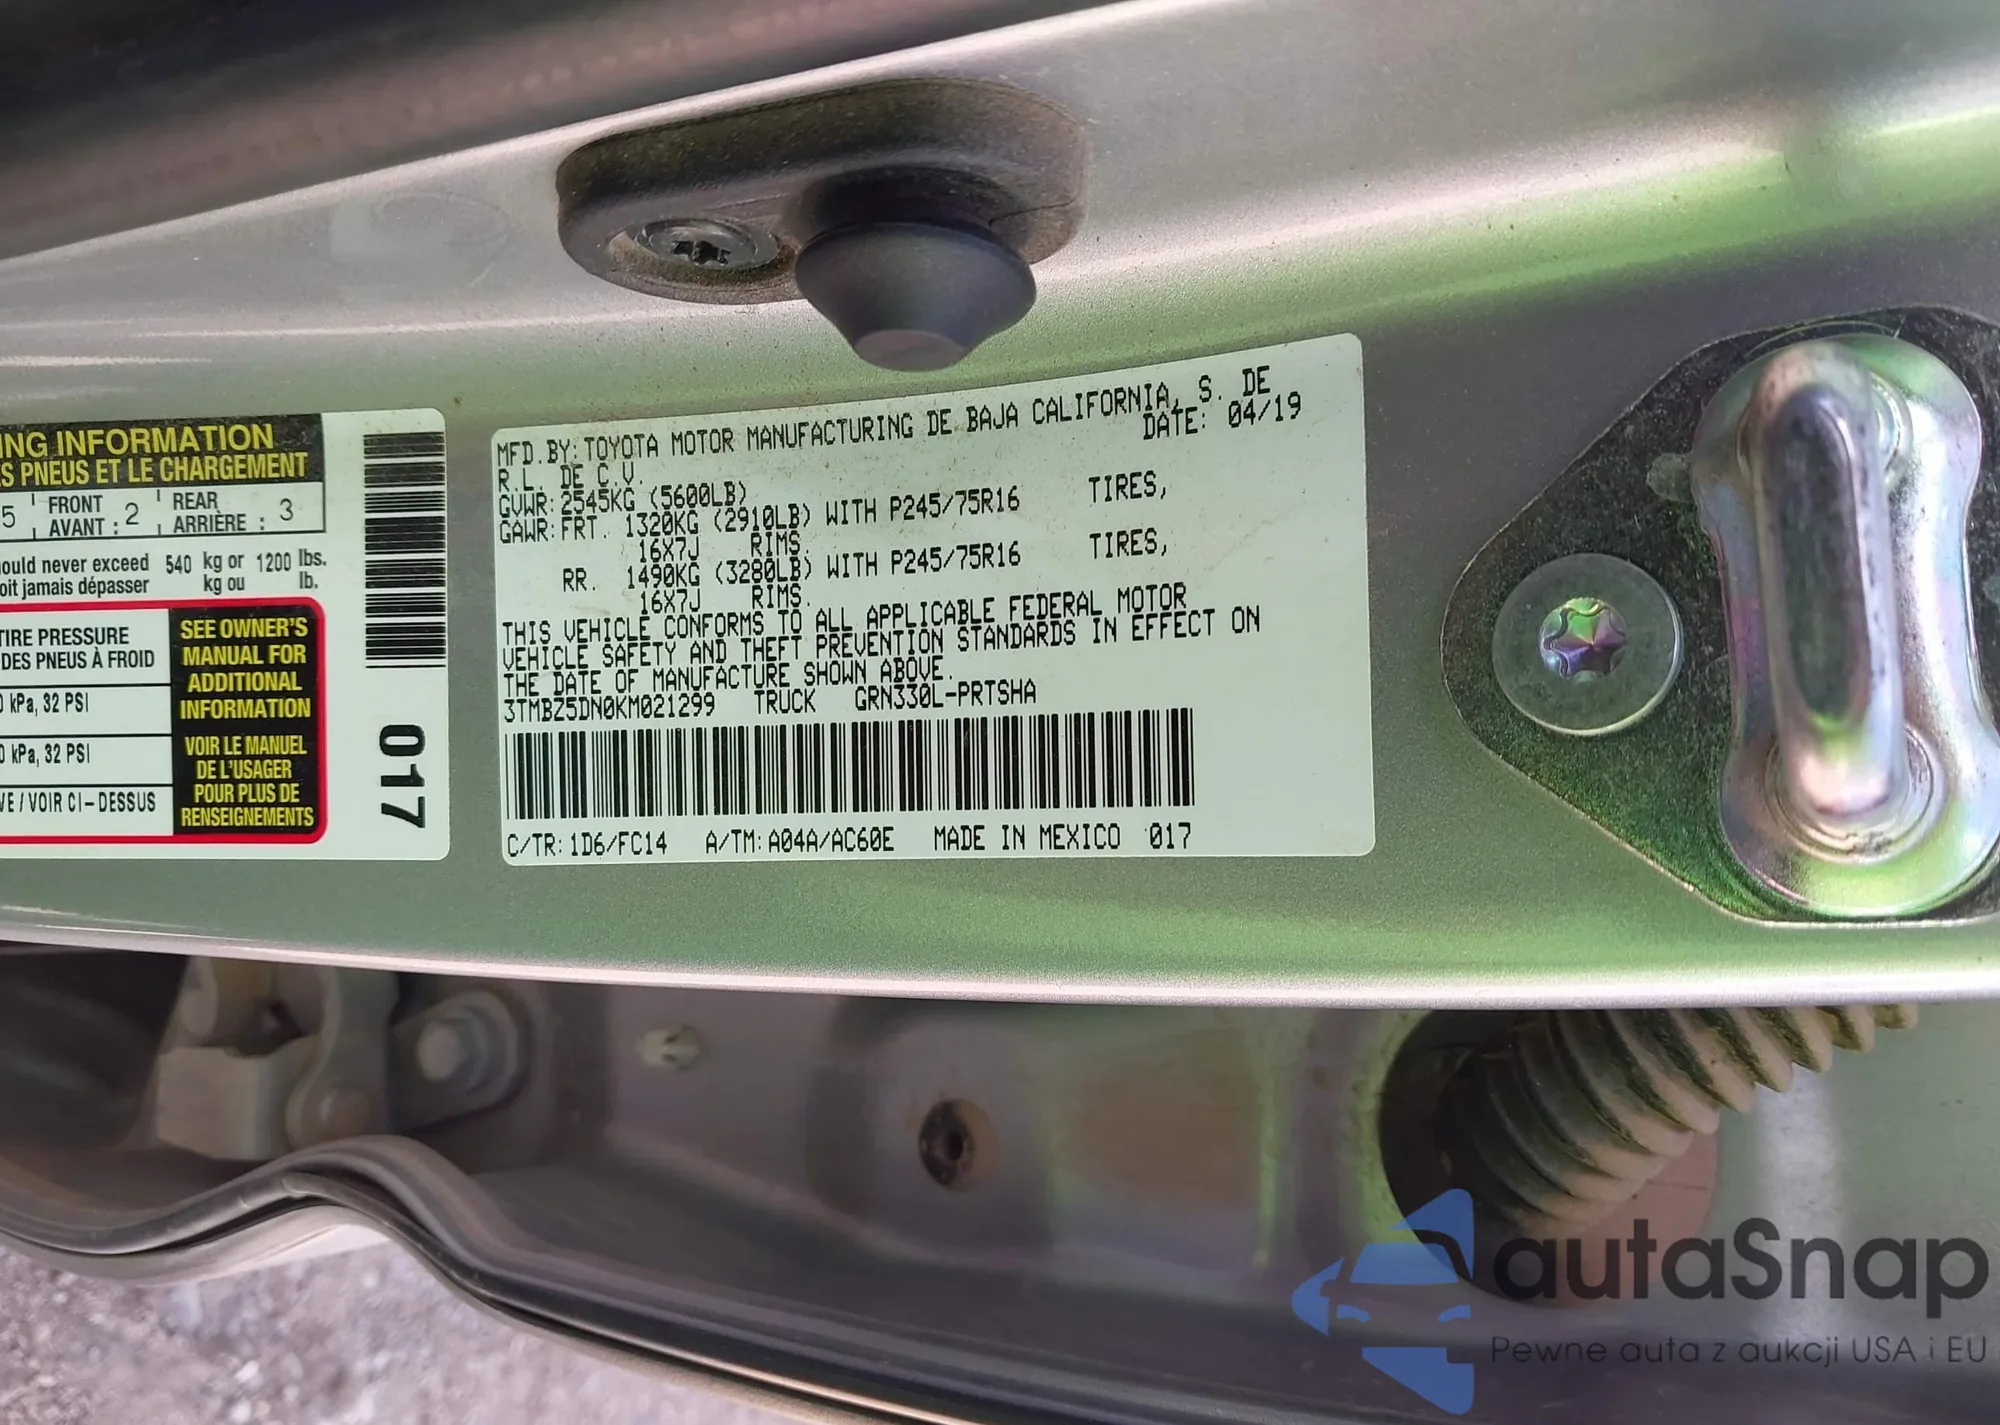 NG INFORMATION
S PNEUS ET LE CHARGEMENT
5 FRONT AVANT : 2 REAR ARRIÈRE : 3
ould never exceed 540 kg or 1200 lbs.
oit jamais dépasser kg ou lb.
TIRE PRESSURE
DES PNEUS À FROID
0 kPa, 32 PSI
0 kPa, 32 PSI
VE / VOIR CI-DESSUS
SEE OWNER'S
MANUAL FOR
ADDITIONAL
INFORMATION
VOIR LE MANUEL
DE L'USAGER
POUR PLUS DE
RENSEIGNEMENTS
017
MFD. BY: TOYOTA MOTOR MANUFACTURING DE BAJA CALIFORNIA, S. DE
R.L. DE C.V. DATE: 04/19
GVWR: 2545KG (5600LB)
GAWR: FRT. 1320KG (2910LB) WITH P245/75R16 TIRES,
16X7J RIMS.
RR. 1490KG (3280LB) WITH P245/75R16 TIRES,
16X7J RIMS.
THIS VEHICLE CONFORMS TO ALL APPLICABLE FEDERAL MOTOR
VEHICLE SAFETY AND THEFT PREVENTION STANDARDS IN EFFECT ON
THE DATE OF MANUFACTURE SHOWN ABOVE.
3TMBZ5DN0KM021299 TRUCK GRN330L-PRTSHA
C/TR: 1D6/FC14 A/TM: A04A/AC60E MADE IN MEXICO 017
autaSnap
Pewne auta z aukcji USA i EU